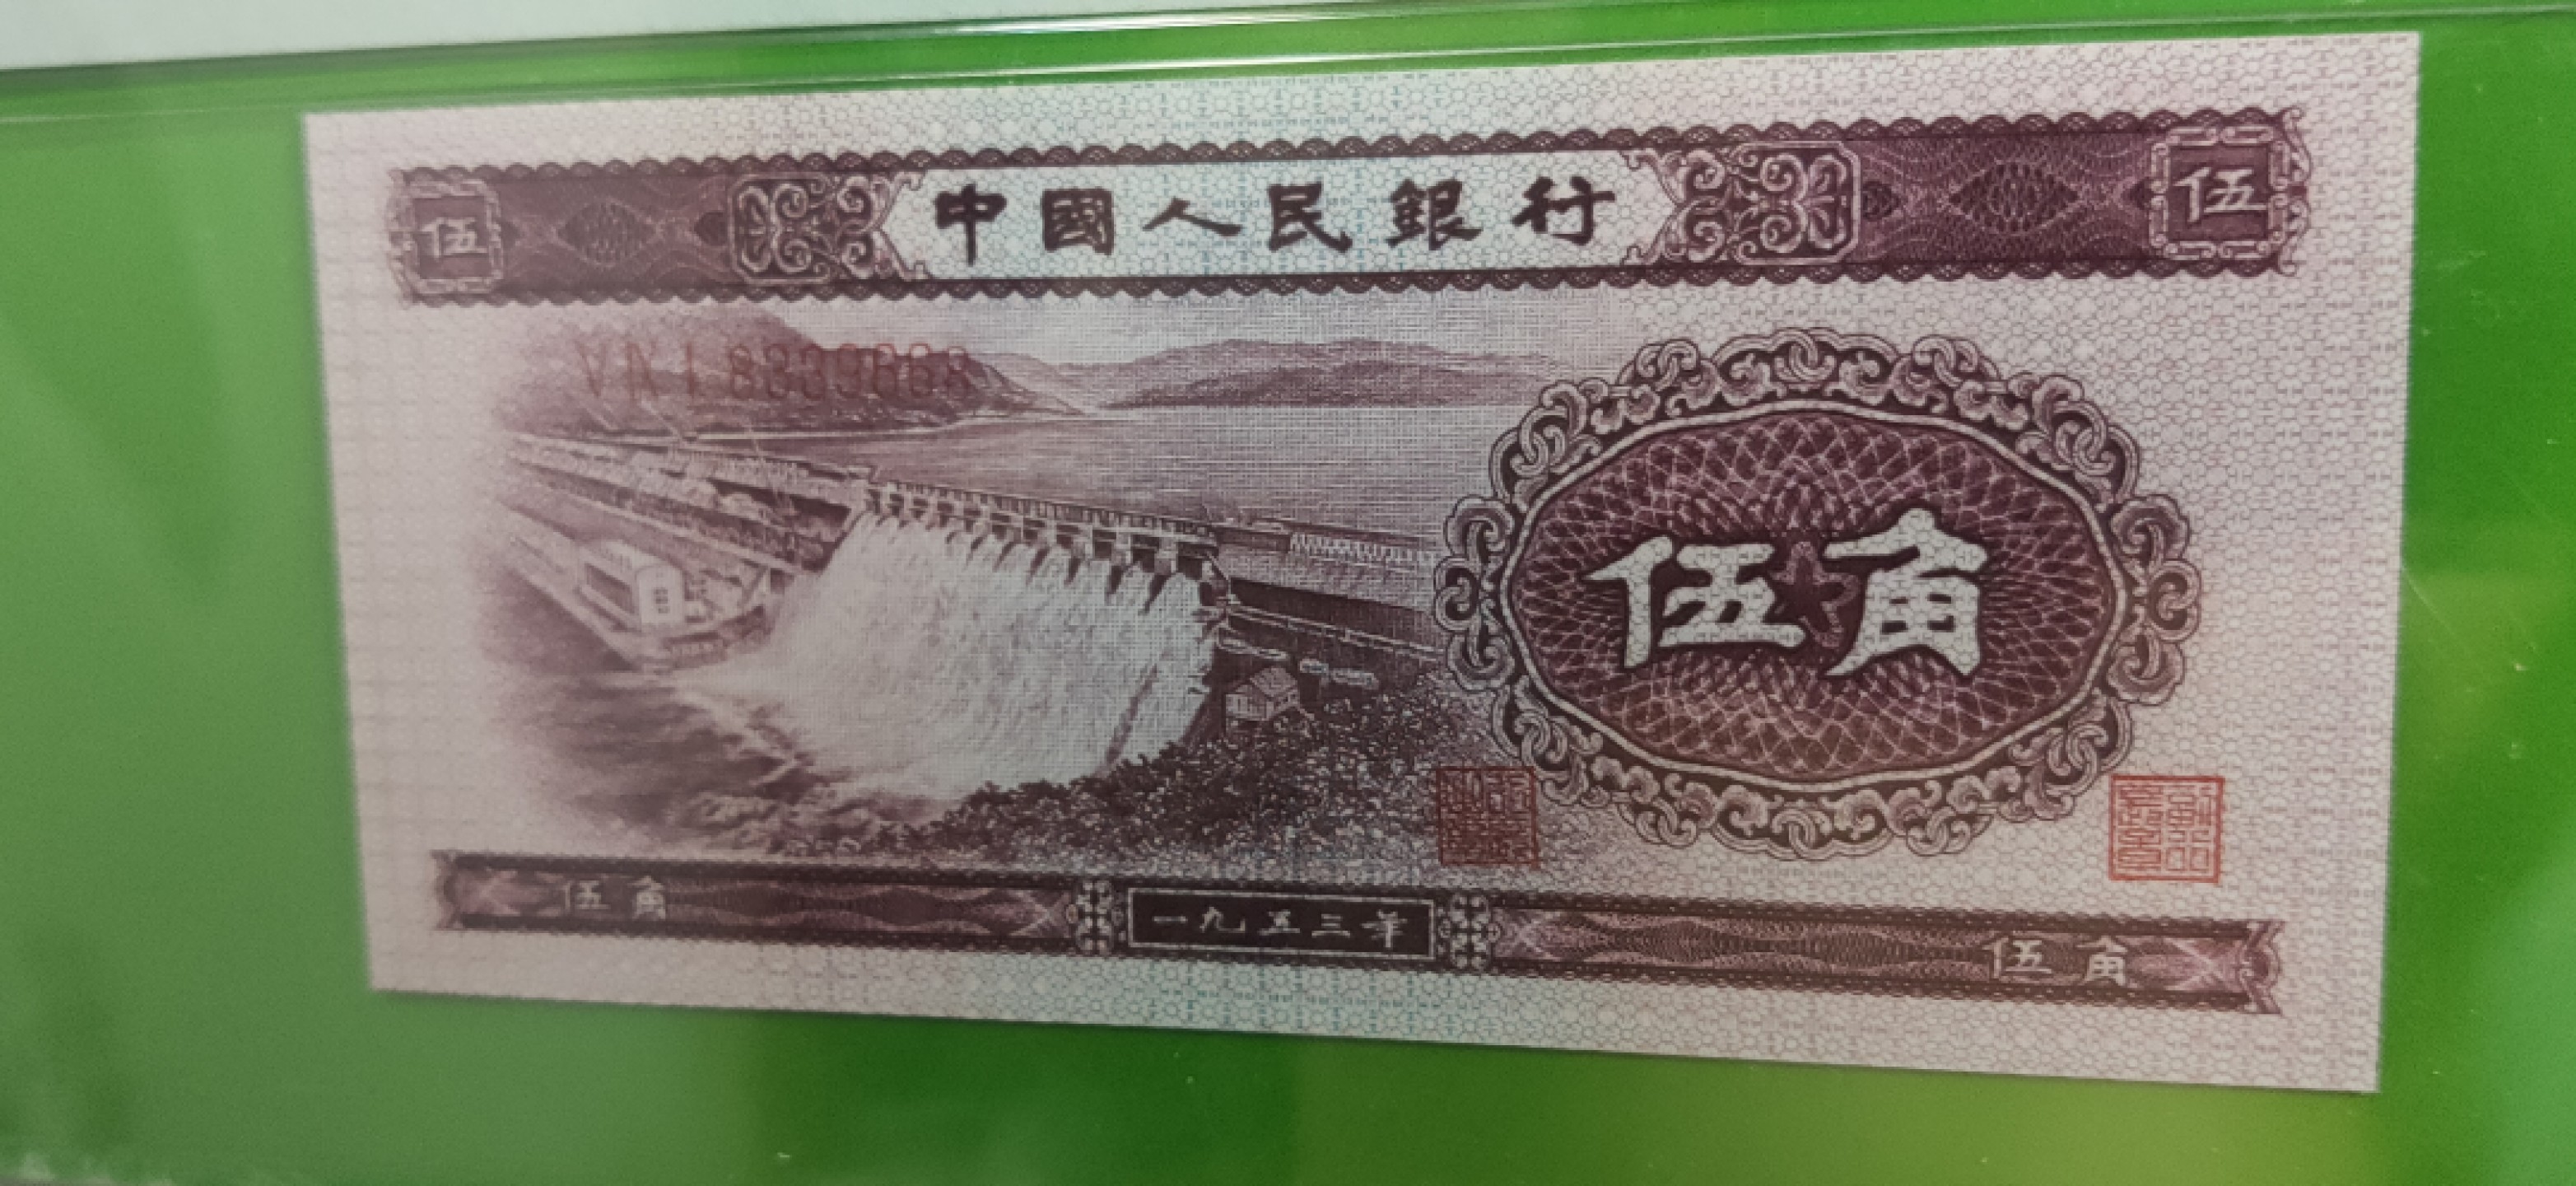 伍 中國人民銀行 伍
伍角
伍角 一九五三年 伍角